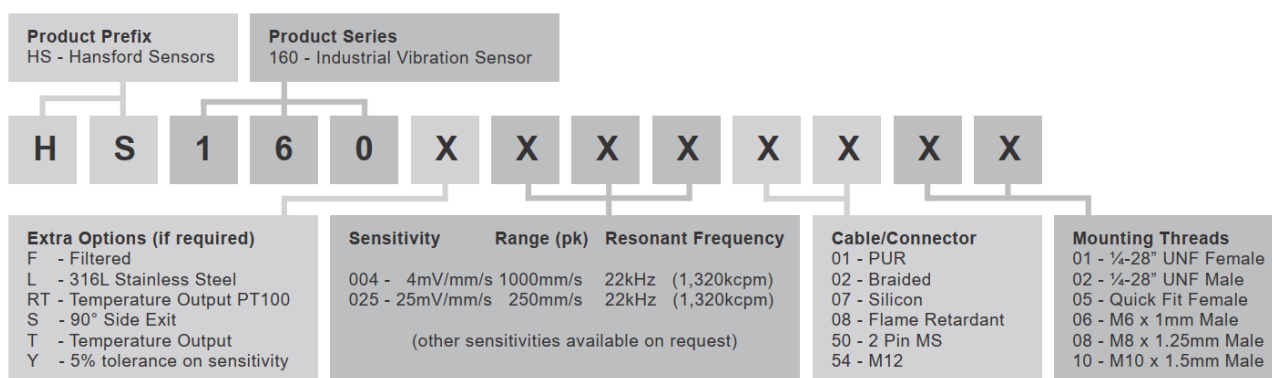 Product Prefix
HS - Hansford Sensors
Product Series
160 - Industrial Vibration Sensor
H S 1 6 0 X X X X X X X X
Extra Options (if required)
F - Filtered
L - 316L Stainless Steel
RT - Temperature Output PT100
S - 90° Side Exit
T - Temperature Output
Y - 5% tolerance on sensitivity
Sensitivity Range (pk) Resonant Frequency
004 - 4mV/mm/s 1000mm/s 22kHz (1,320kcpm)
025 - 25mV/mm/s 250mm/s 22kHz (1,320kcpm)
(other sensitivities available on request)
Cable/Connector
01 - PUR
02 - Braided
07 - Silicon
08 - Flame Retardant
50 - 2 Pin MS
54 - M12
Mounting Threads
01 - ¼-28” UNF Female
02 - ¼-28” UNF Male
05 - Quick Fit Female
06 - M6 x 1mm Male
08 - M8 x 1.25mm Male
10 - M10 x 1.5mm Male